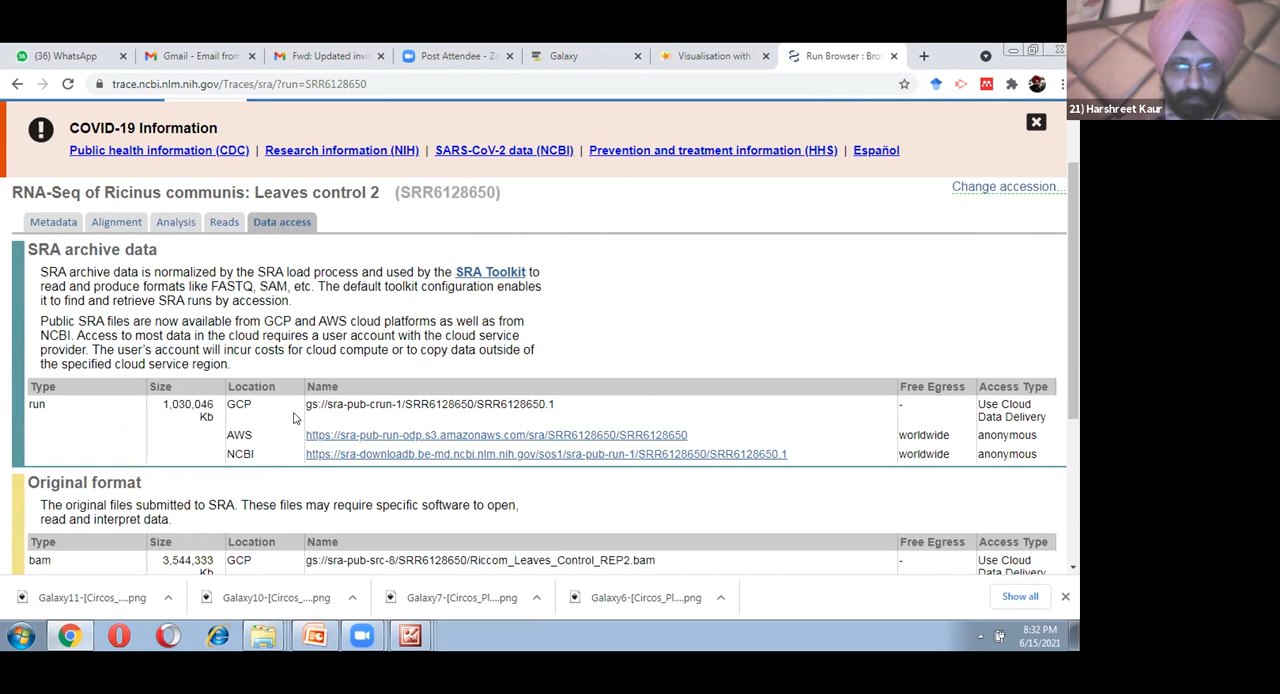 (36) WhatsApp
Gmail - Email from
Fwd: Updated invi
Post Attendee - Zo
Galaxy
Visualisation with
Run Browser : Bro
trace.ncbi.nlm.nih.gov/Traces/sra/?run=SRR6128650
21) Harshreet Kaur
COVID-19 Information
Public health information (CDC) | Research information (NIH) | SARS-CoV-2 data (NCBI) | Prevention and treatment information (HHS) | Español
RNA-Seq of Ricinus communis: Leaves control 2 (SRR6128650)
Change accession...
Metadata Alignment Analysis Reads Data access
SRA archive data
SRA archive data is normalized by the SRA load process and used by the SRA Toolkit to
read and produce formats like FASTQ, SAM, etc. The default toolkit configuration enables
it to find and retrieve SRA runs by accession.
Public SRA files are now available from GCP and AWS cloud platforms as well as from
NCBI. Access to most data in the cloud requires a user account with the cloud service
provider. The user's account will incur costs for cloud compute or to copy data outside of
the specified cloud service region.
Type Size Location Name Free Egress Access Type
run 1,030,046 GCP gs://sra-pub-crun-1/SRR6128650/SRR6128650.1 - Use Cloud
Kb Data Delivery
AWS https://sra-pub-run-odp.s3.amazonaws.com/sra/SRR6128650/SRR6128650 worldwide anonymous
NCBI https://sra-downloadb.be-md.ncbi.nlm.nih.gov/sos1/sra-pub-run-1/SRR6128650/SRR6128650.1 worldwide anonymous
Original format
The original files submitted to SRA. These files may require specific software to open,
read and interpret data.
Type Size Location Name Free Egress Access Type
bam 3,544,333 GCP gs://sra-pub-src-8/SRR6128650/Riccom_Leaves_Control_REP2.bam - Use Cloud
Kb Data Delivery
Galaxy11-[Circos_....png
Galaxy10-[Circos_....png
Galaxy7-[Circos_Pl....png
Galaxy6-[Circos_Pl....png
Show all
8:32 PM
6/15/2021